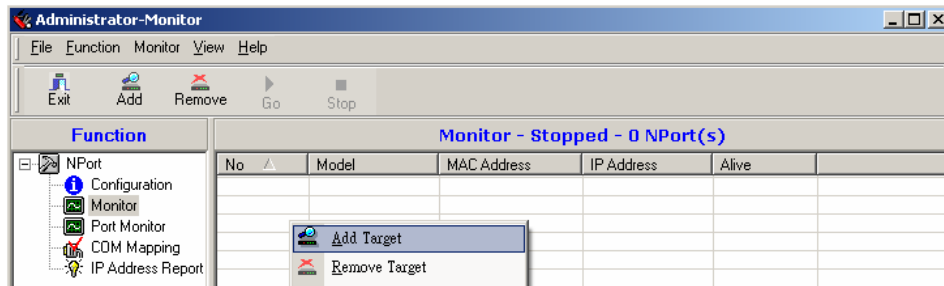 Administrator-Monitor
File Function Monitor View Help
Exit Add Remove Go Stop
Function
Monitor - Stopped - 0 NPort(s)
NPort
Configuration
Monitor
Port Monitor
COM Mapping
IP Address Report
No Model MAC Address IP Address Alive
Add Target
Remove Target